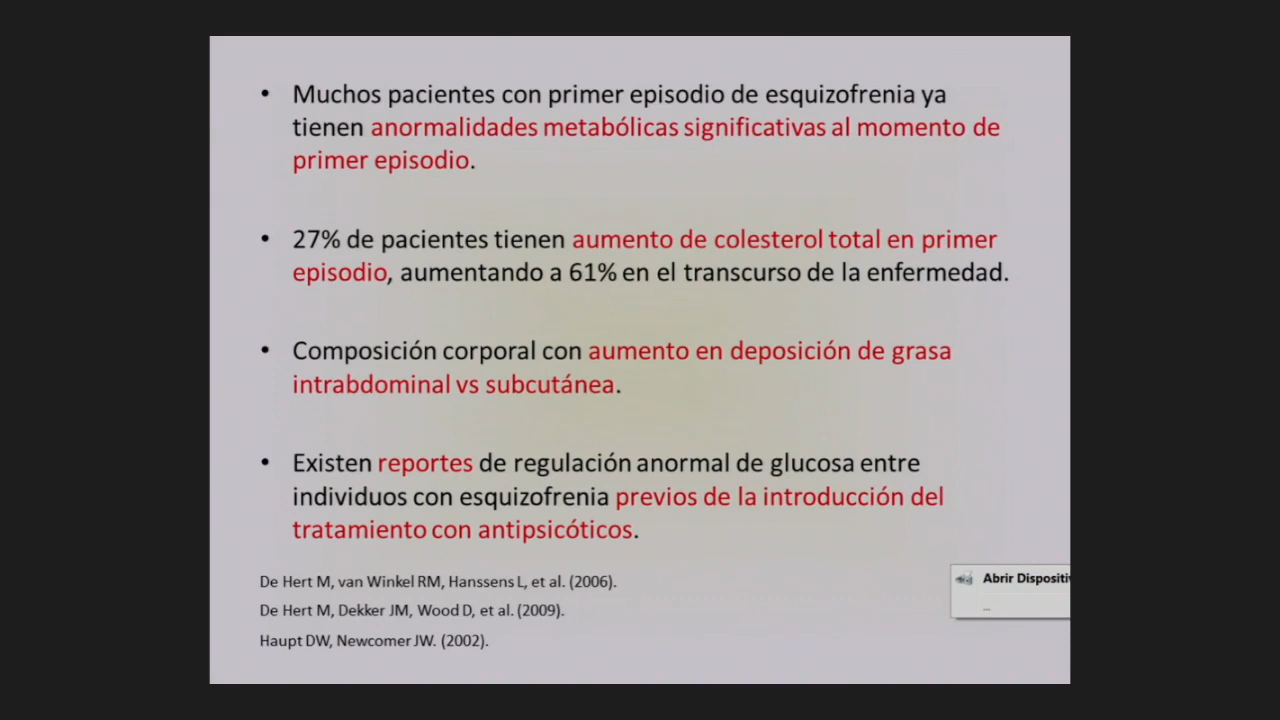 • Muchos pacientes con primer episodio de esquizofrenia ya
tienen anormalidades metabólicas significativas al momento de
primer episodio.
• 27% de pacientes tienen aumento de colesterol total en primer
episodio, aumentando a 61% en el transcurso de la enfermedad.
• Composición corporal con aumento en deposición de grasa
intrabdominal vs subcutánea.
• Existen reportes de regulación anormal de glucosa entre
individuos con esquizofrenia previos de la introducción del
tratamiento con antipsicóticos.
De Hert M, van Winkel RM, Hanssens L, et al. (2006).
De Hert M, Dekker JM, Wood D, et al. (2009).
Haupt DW, Newcomer JW. (2002).
Abrir Dispositi